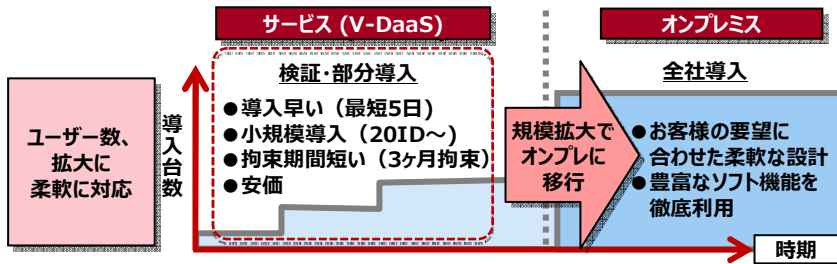 サービス (V-DaaS)
オンプレミス
ユーザー数、
拡大に
柔軟に対応
導入台数
検証・部分導入
●導入早い（最短5日）
●小規模導入（20ID～）
●拘束期間短い（3ヶ月拘束）
●安価
規模拡大で
オンプレに
移行
全社導入
●お客様の要望に
合わせた柔軟な設計
●豊富なソフト機能を
徹底利用
時期